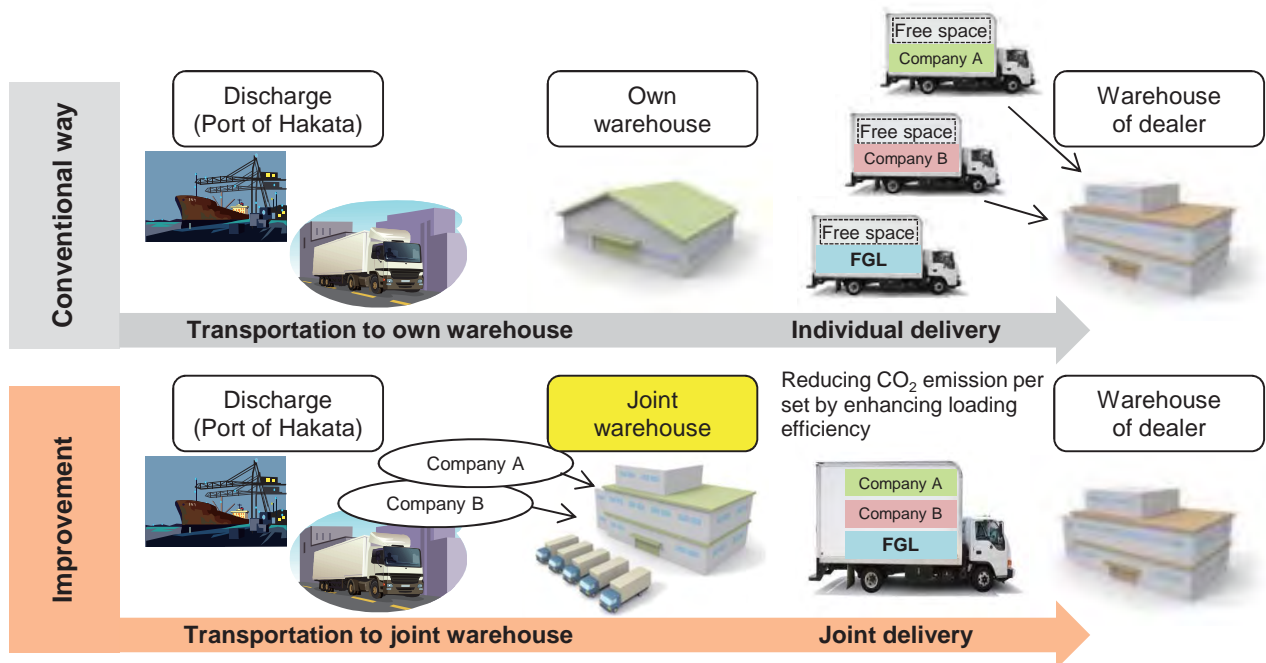 Conventional way
Discharge
(Port of Hakata)
Own
warehouse
Free space
Company A
Free space
Company B
Free space
FGL
Warehouse
of dealer
Transportation to own warehouse
Individual delivery
Improvement
Discharge
(Port of Hakata)
Company A
Company B
Joint
warehouse
Reducing CO₂ emission per
set by enhancing loading
efficiency
Company A
Company B
FGL
Warehouse
of dealer
Transportation to joint warehouse
Joint delivery